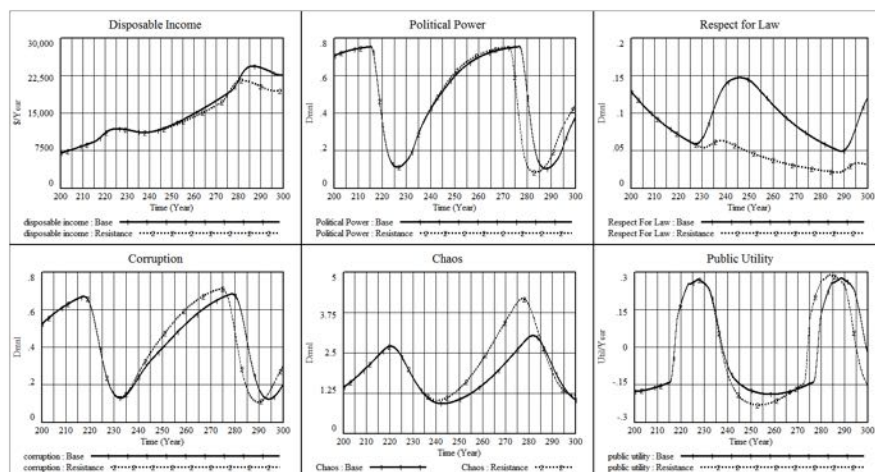 Disposable Income
30,000
22,500
15,000
7500
0
$/Year
200 210 220 230 240 250 260 270 280 290 300
Time (Year)
disposable income : Base
disposable income : Resistance
Political Power
.8
.6
.4
.2
0
Dmnl
200 210 220 230 240 250 260 270 280 290 300
Time (Year)
Political Power : Base
Political Power : Resistance
Respect for Law
.2
.15
.1
.05
0
Dmnl
200 210 220 230 240 250 260 270 280 290 300
Time (Year)
Respect For Law : Base
Respect For Law : Resistance
Corruption
.8
.6
.4
.2
0
Dmnl
200 210 220 230 240 250 260 270 280 290 300
Time (Year)
corruption : Base
corruption : Resistance
Chaos
5
3.75
2.5
1.25
0
Dmnl
200 210 220 230 240 250 260 270 280 290 300
Time (Year)
Chaos : Base
Chaos : Resistance
Public Utility
.3
.15
0
-.15
-.3
Util/Year
200 210 220 230 240 250 260 270 280 290 300
Time (Year)
public utility : Base
public utility : Resistance